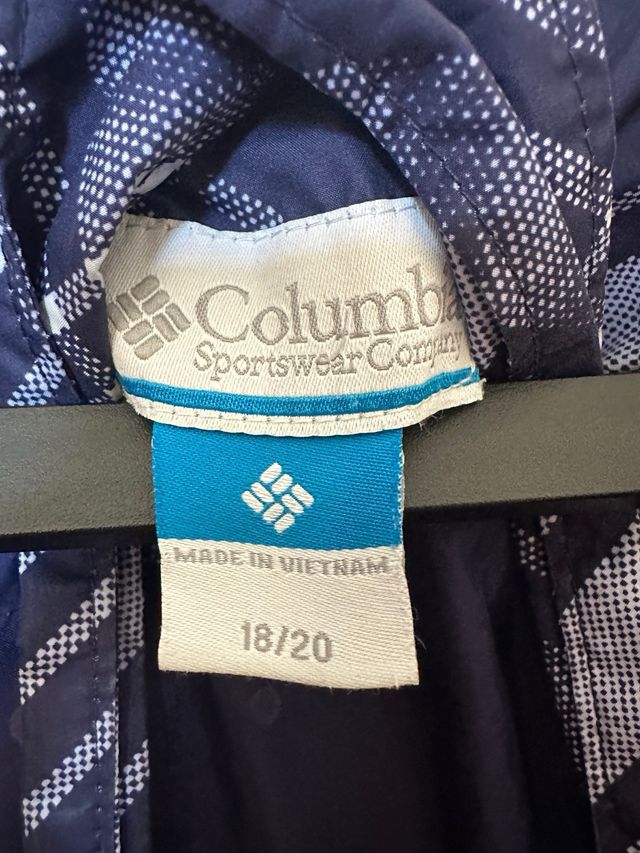 Columbia
Sportswear Company
MADE IN VIETNAM
18/20